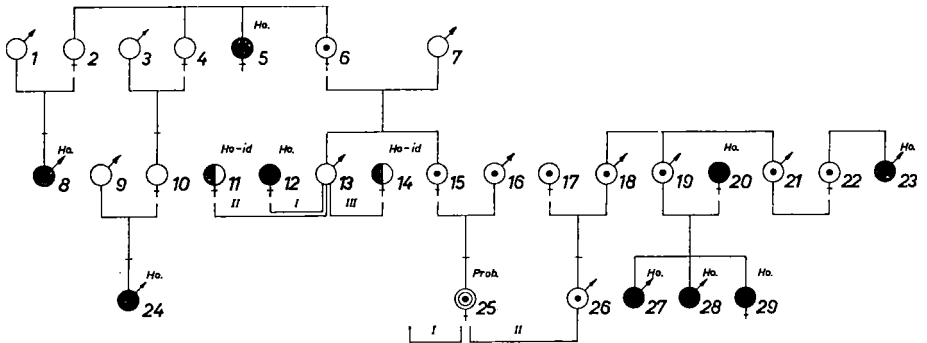 Ho.
1 2 3 4 5 6 7
Ho. Ho-id Ho. Ho-id Ho. Ho.
8 9 10 11 12 13 14 15 16 17 18 19 20 21 22 23
II I III
Ho. Prob. Ho. Ho. Ho.
24 25 26 27 28 29
I II